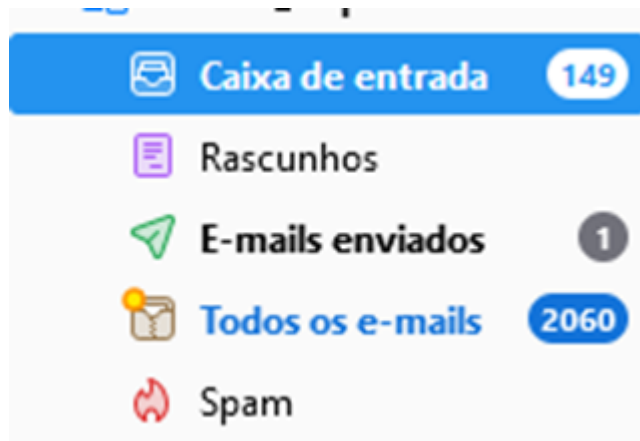 Caixa de entrada 149
Rascunhos
E-mails enviados 1
Todos os e-mails 2060
Spam